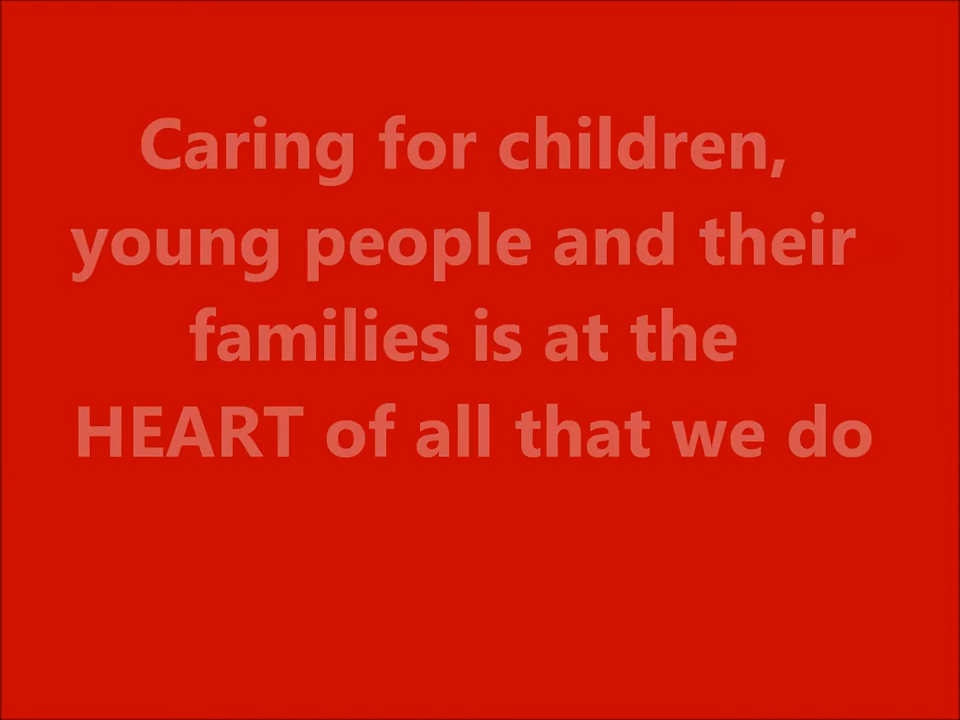 Caring for children,
young people and their
families is at the
HEART of all that we do